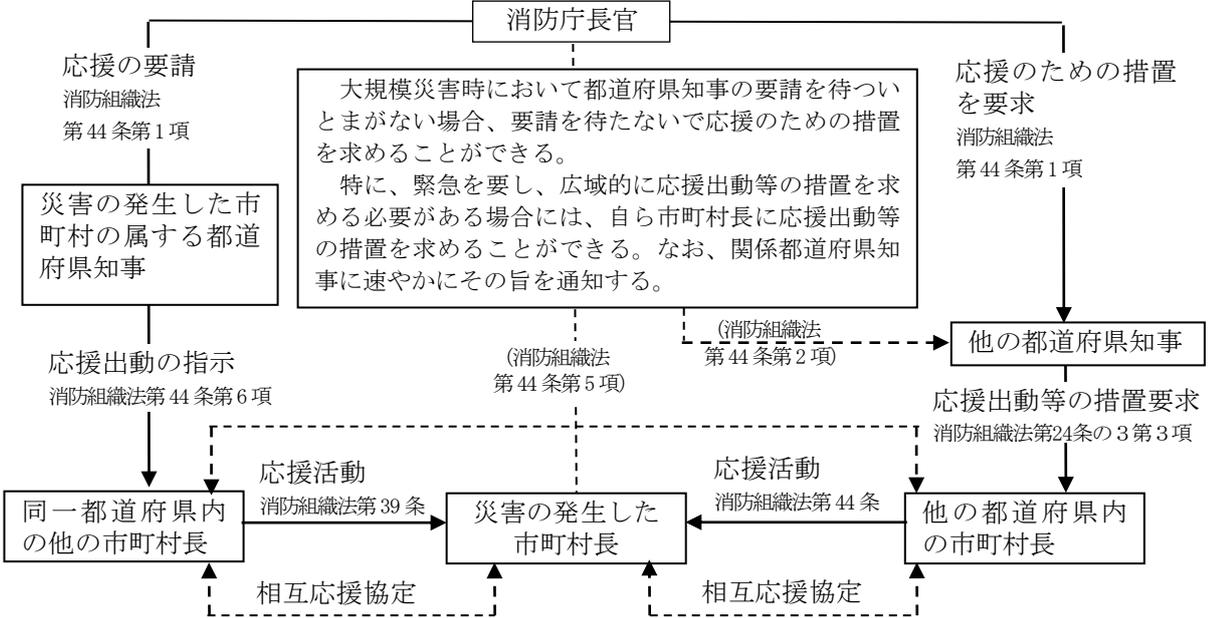 消防庁長官
応援の要請
消防組織法
第44条第1項
大規模災害時において都道府県知事の要請を待つい
とまがない場合、要請を待たないで応援のための措置
を求めることができる。
特に、緊急を要し、広域的に応援出動等の措置を求
める必要がある場合には、自ら市町村長に応援出動等
の措置を求めることができる。なお、関係都道府県知
事に速やかにその旨を通知する。
応援のための措置
を要求
消防組織法
第44条第1項
災害の発生した市
町村の属する都道
府県知事
(消防組織法
第44条第2項)
他の都道府県知事
応援出動の指示
消防組織法第44条第6項
(消防組織法
第44条第5項)
応援出動等の措置要求
消防組織法第24条の3第3項
応援活動
消防組織法第39条
応援活動
消防組織法第44条
同一都道府県内
の他の市町村長
災害の発生した
市町村長
他の都道府県内
の市町村長
相互応援協定
相互応援協定